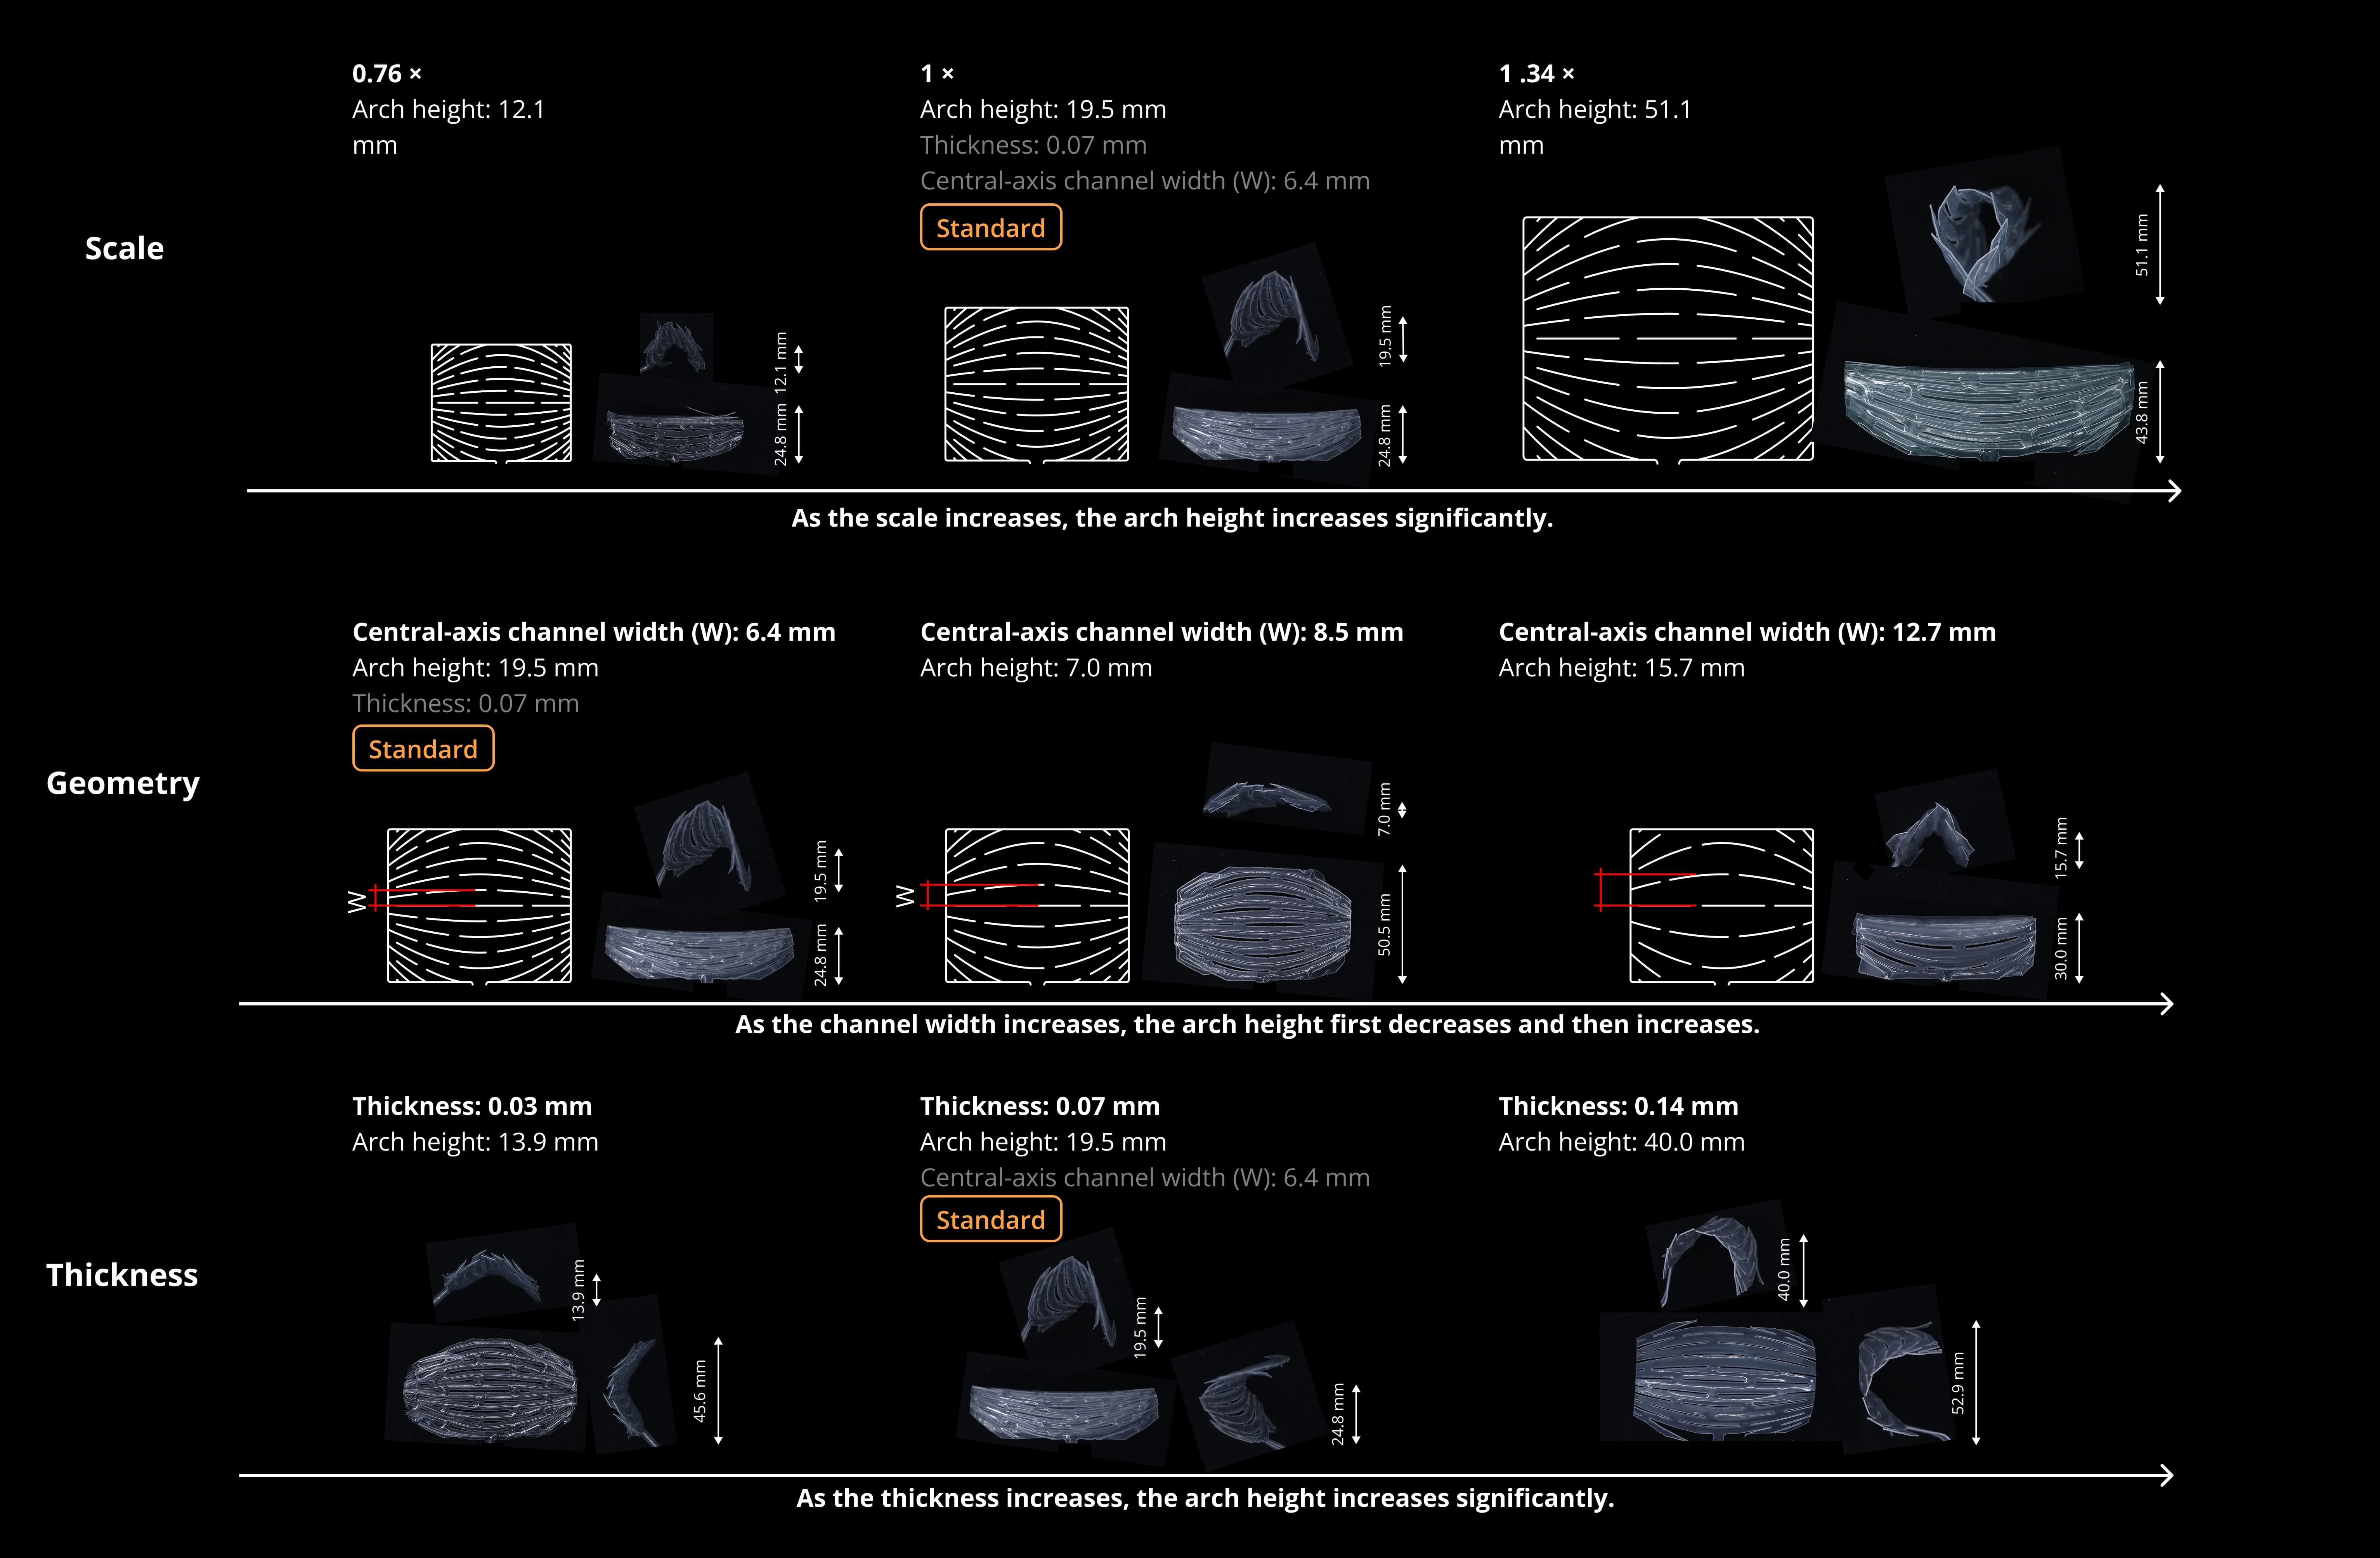 0.76 ×
Arch height: 12.1
mm
1 ×
Arch height: 19.5 mm
Thickness: 0.07 mm
Central-axis channel width (W): 6.4 mm
Standard
1 .34 ×
Arch height: 51.1
mm
Scale
12.1 mm
24.8 mm
19.5 mm
24.8 mm
51.1 mm
43.8 mm
As the scale increases, the arch height increases significantly.
Central-axis channel width (W): 6.4 mm
Arch height: 19.5 mm
Thickness: 0.07 mm
Standard
Central-axis channel width (W): 8.5 mm
Arch height: 7.0 mm
Central-axis channel width (W): 12.7 mm
Arch height: 15.7 mm
Geometry
W
19.5 mm
24.8 mm
W
7.0 mm
50.5 mm
15.7 mm
30.0 mm
As the channel width increases, the arch height first decreases and then increases.
Thickness: 0.03 mm
Arch height: 13.9 mm
Thickness: 0.07 mm
Arch height: 19.5 mm
Central-axis channel width (W): 6.4 mm
Standard
Thickness: 0.14 mm
Arch height: 40.0 mm
Thickness
13.9 mm
45.6 mm
19.5 mm
24.8 mm
40.0 mm
52.9 mm
As the thickness increases, the arch height increases significantly.